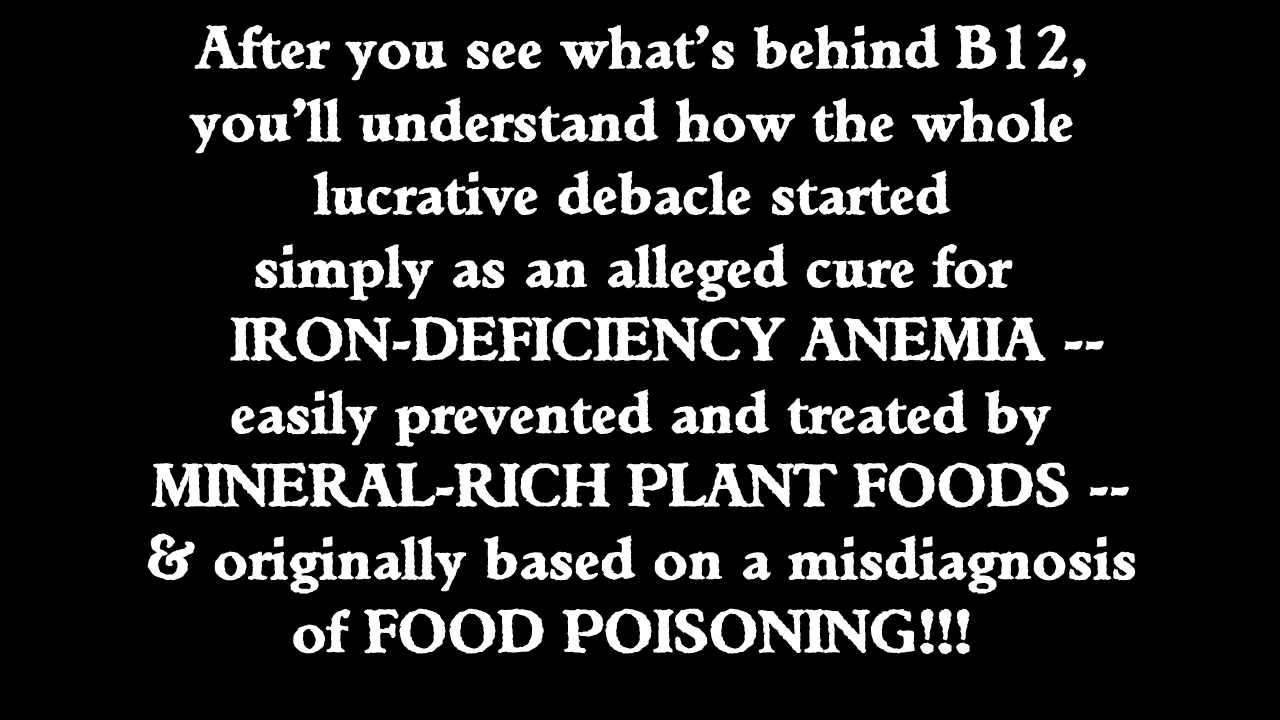 After you see what's behind B12,
you'll understand how the whole
lucrative debacle started
simply as an alleged cure for
IRON-DEFICIENCY ANEMIA --
easily prevented and treated by
MINERAL-RICH PLANT FOODS --
& originally based on a misdiagnosis
of FOOD POISONING!!!